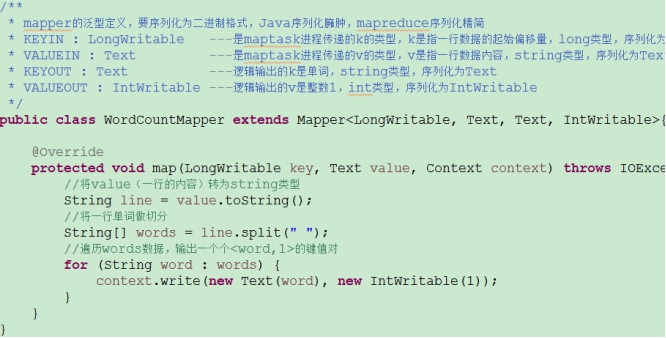 /**
 * mapper的泛型定义，要序列化为二进制格式，Java序列化臃肿，mapreduce序列化精简
 * KEYIN : LongWritable   ---是maptask进程传递的k的类型，k是指一行数据的起始偏移量，long类型，序列化为
 * VALUEIN : Text         ---是maptask进程传递的v的类型，v是指一行数据内容，string类型，序列化为Text
 * KEYOUT : Text          ---逻辑输出的k是单词，string类型，序列化为Text
 * VALUEOUT : IntWritable ---逻辑输出的v是整数1，int类型，序列化为IntWritable
 */
public class WordCountMapper extends Mapper<LongWritable, Text, Text, IntWritable>{
    @Override
    protected void map(LongWritable key, Text value, Context context) throws IOExce
        //将value（一行的内容）转为string类型
        String line = value.toString();
        //将一行单词做切分
        String[] words = line.split(" ");
        //遍历words数据，输出一个个<word,1>的键值对
        for (String word : words) {
            context.write(new Text(word), new IntWritable(1));
        }
    }
}